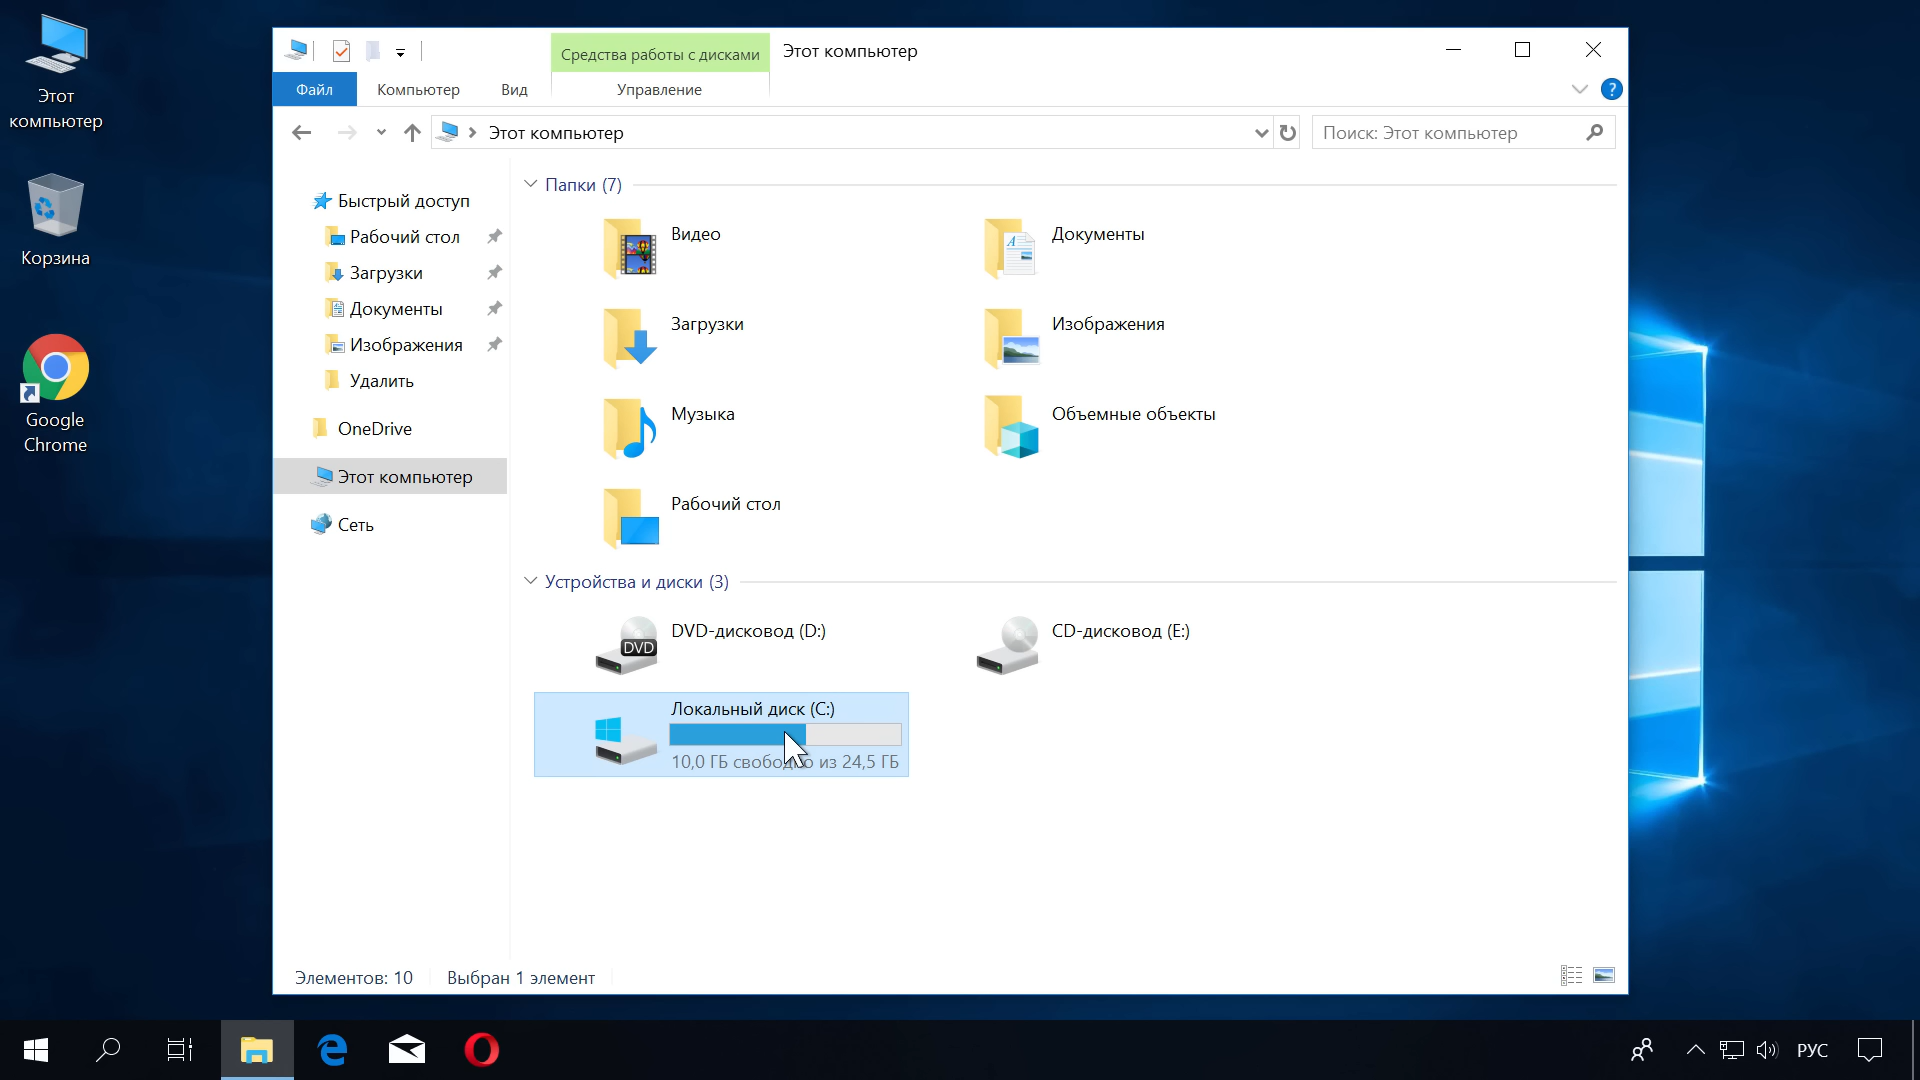 Этот
компьютер
Корзина
Google
Chrome
Средства работы с дисками
Этот компьютер
Файл
Компьютер
Вид
Управление
?
Этот компьютер
Поиск: Этот компьютер
Быстрый доступ
Рабочий стол
Загрузки
Документы
Изображения
Удалить
OneDrive
Этот компьютер
Сеть
Папки (7)
Видео
Документы
Загрузки
Изображения
Музыка
Объемные объекты
Рабочий стол
Устройства и диски (3)
DVD
DVD-дисковод (D:)
CD-дисковод (E:)
Локальный диск (C:)
10,0 ГБ свободно из 24,5 ГБ
Элементов: 10
Выбран 1 элемент
РУС